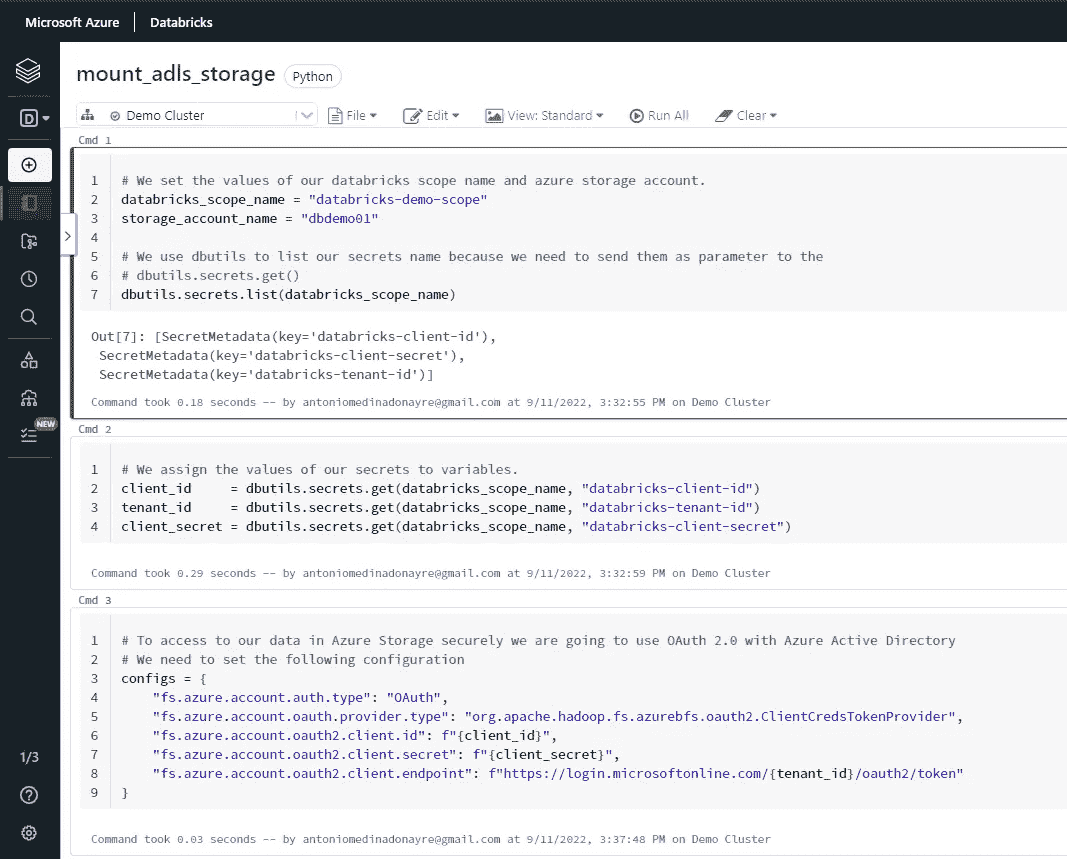 Microsoft Azure Databricks
mount_adls_storage Python
D Demo Cluster File Edit View: Standard Run All Clear
Cmd 1
1 # We set the values of our databricks scope name and azure storage account.
2 databricks_scope_name = "databricks-demo-scope"
3 storage_account_name = "dbdemo01"
4
5 # We use dbutils to list our secrets name because we need to send them as parameter to the
6 # dbutils.secrets.get()
7 dbutils.secrets.list(databricks_scope_name)
Out[7]: [SecretMetadata(key='databricks-client-id'),
SecretMetadata(key='databricks-client-secret'),
SecretMetadata(key='databricks-tenant-id')]
Command took 0.18 seconds -- by antoniomedinadonayre@gmail.com at 9/11/2022, 3:32:55 PM on Demo Cluster
Cmd 2
NEW
1 # We assign the values of our secrets to variables.
2 client_id     = dbutils.secrets.get(databricks_scope_name, "databricks-client-id")
3 tenant_id     = dbutils.secrets.get(databricks_scope_name, "databricks-tenant-id")
4 client_secret = dbutils.secrets.get(databricks_scope_name, "databricks-client-secret")
Command took 0.29 seconds -- by antoniomedinadonayre@gmail.com at 9/11/2022, 3:32:59 PM on Demo Cluster
Cmd 3
1 # To access to our data in Azure Storage securely we are going to use OAuth 2.0 with Azure Active Directory
2 # We need to set the following configuration
3 configs = {
4     "fs.azure.account.auth.type": "OAuth",
5     "fs.azure.account.oauth.provider.type": "org.apache.hadoop.fs.azurebfs.oauth2.ClientCredsTokenProvider",
6     "fs.azure.account.oauth2.client.id": f"{client_id}",
7     "fs.azure.account.oauth2.client.secret": f"{client_secret}",
8     "fs.azure.account.oauth2.client.endpoint": f"https://login.microsoftonline.com/{tenant_id}/oauth2/token"
9 }
1/3
Command took 0.03 seconds -- by antoniomedinadonayre@gmail.com at 9/11/2022, 3:37:48 PM on Demo Cluster